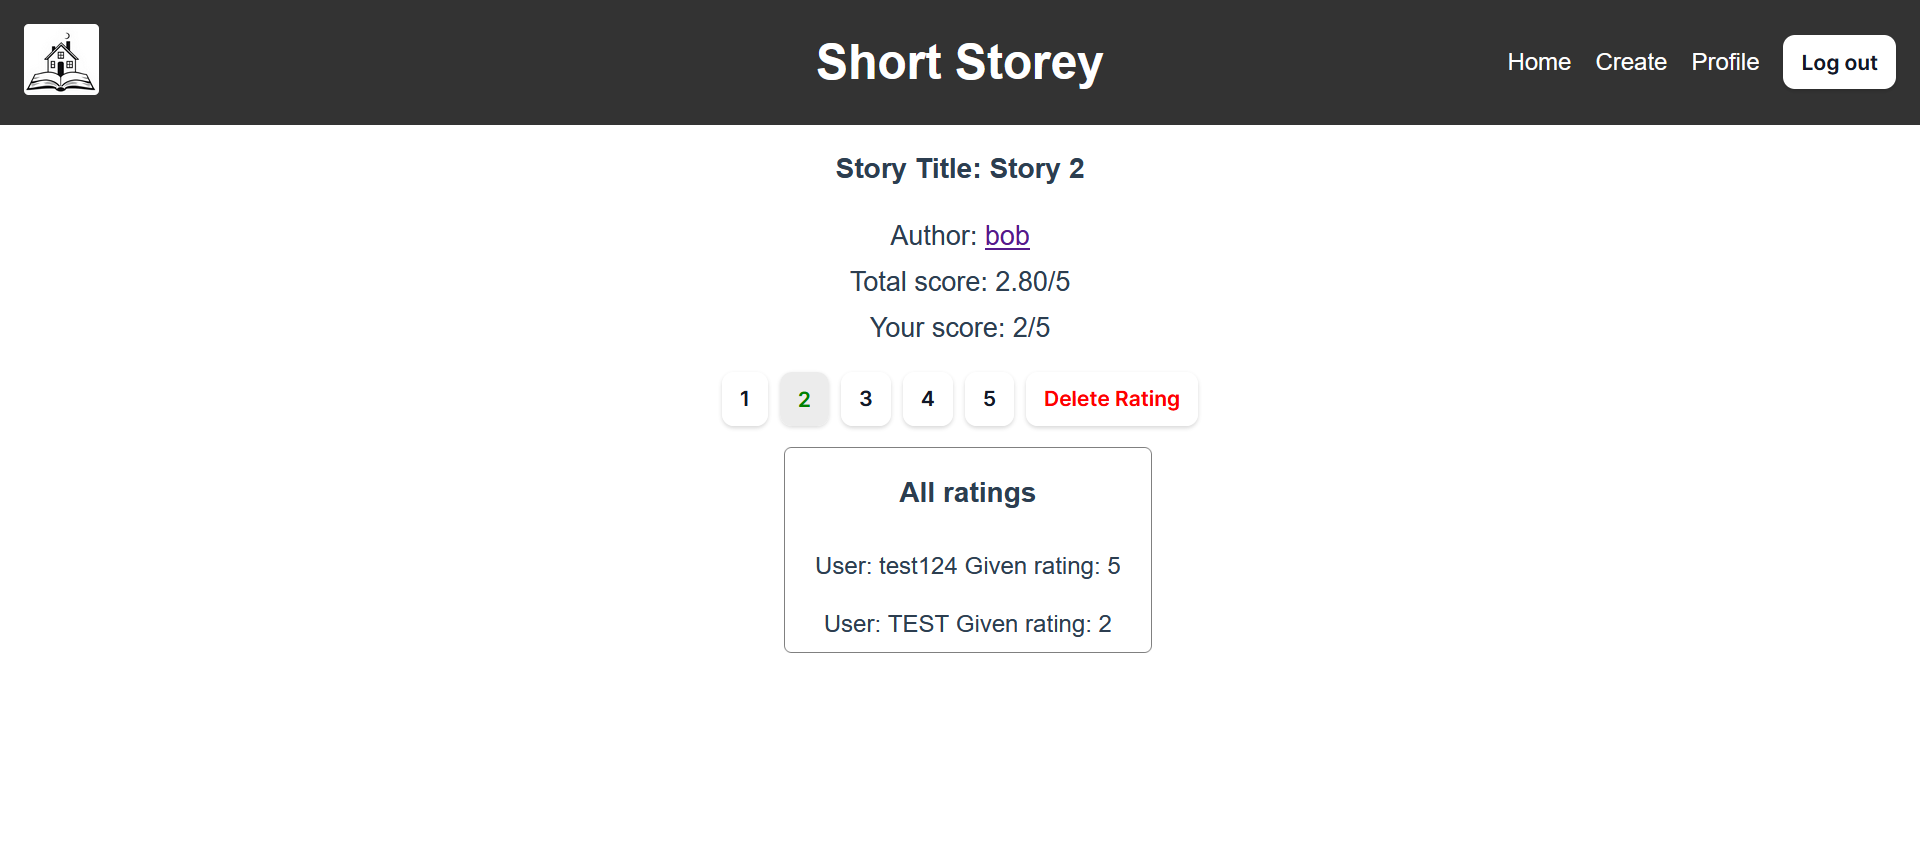 Short Storey
Home Create Profile Log out
Story Title: Story 2
Author: bob
Total score: 2.80/5
Your score: 2/5
1 2 3 4 5 Delete Rating
All ratings
User: test124 Given rating: 5
User: TEST Given rating: 2